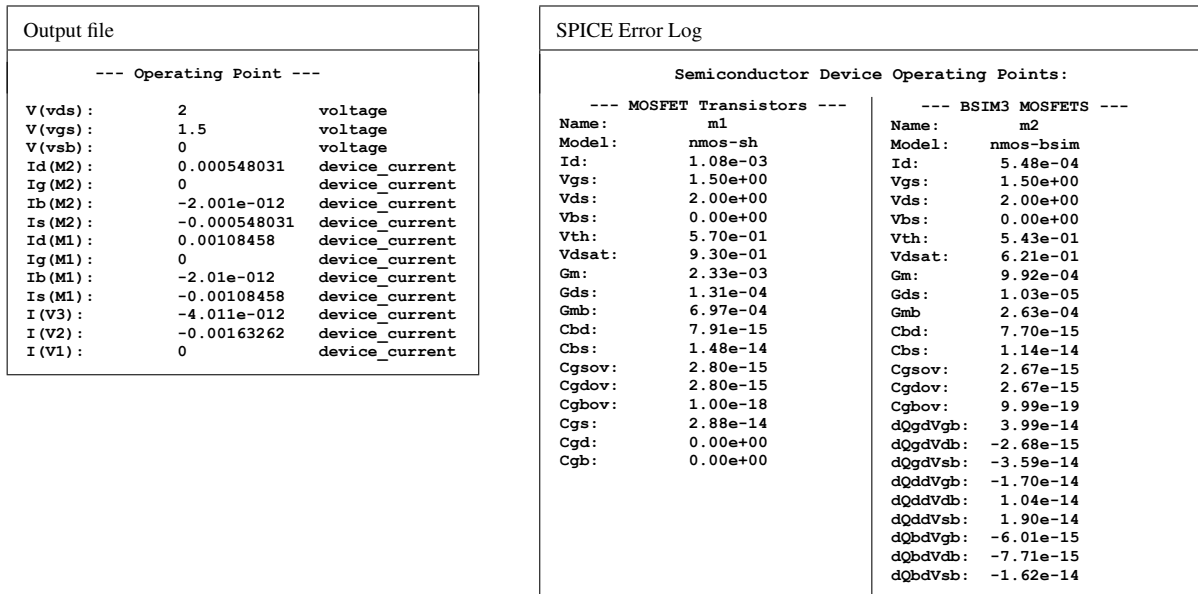 Output file
--- Operating Point ---
V(vds): 2 voltage
V(vgs): 1.5 voltage
V(vsb): 0 voltage
Id(M2): 0.000548031 device_current
Ig(M2): 0 device_current
Ib(M2): -2.001e-012 device_current
Is(M2): -0.000548031 device_current
Id(M1): 0.00108458 device_current
Ig(M1): 0 device_current
Ib(M1): -2.01e-012 device_current
Is(M1): -0.00108458 device_current
I(V3): -4.011e-012 device_current
I(V2): -0.00163262 device_current
I(V1): 0 device_current
SPICE Error Log
Semiconductor Device Operating Points:
--- MOSFET Transistors ---
Name: m1
Model: nmos-sh
Id: 1.08e-03
Vgs: 1.50e+00
Vds: 2.00e+00
Vbs: 0.00e+00
Vth: 5.70e-01
Vdsat: 9.30e-01
Gm: 2.33e-03
Gds: 1.31e-04
Gmb: 6.97e-04
Cbd: 7.91e-15
Cbs: 1.48e-14
Cgsov: 2.80e-15
Cgdov: 2.80e-15
Cgbov: 1.00e-18
Cgs: 2.88e-14
Cgd: 0.00e+00
Cgb: 0.00e+00
--- BSIM3 MOSFETS ---
Name: m2
Model: nmos-bsim
Id: 5.48e-04
Vgs: 1.50e+00
Vds: 2.00e+00
Vbs: 0.00e+00
Vth: 5.43e-01
Vdsat: 6.21e-01
Gm: 9.92e-04
Gds: 1.03e-05
Gmb 2.63e-04
Cbd: 7.70e-15
Cbs: 1.14e-14
Cgsov: 2.67e-15
Cgdov: 2.67e-15
Cgbov: 9.99e-19
dQgdVgb: 3.99e-14
dQgdVdb: -2.68e-15
dQgdVsb: -3.59e-14
dQddVgb: -1.70e-14
dQddVdb: 1.04e-14
dQddVsb: 1.90e-14
dQbdVgb: -6.01e-15
dQbdVdb: -7.71e-15
dQbdVsb: -1.62e-14